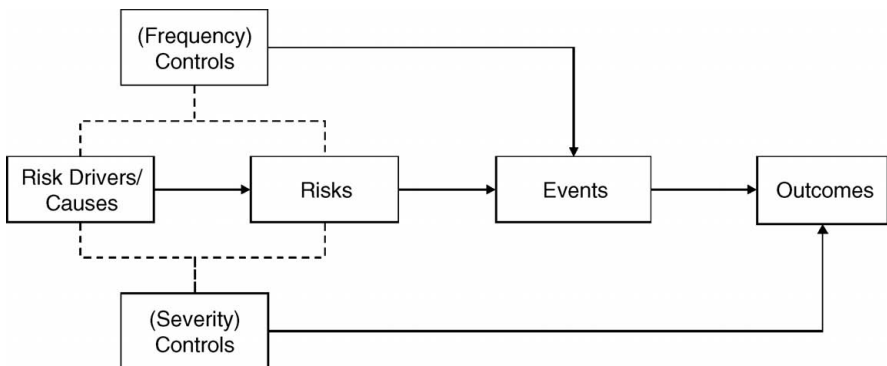 (Frequency)
Controls
Risk Drivers/
Causes
Risks
Events
Outcomes
(Severity)
Controls